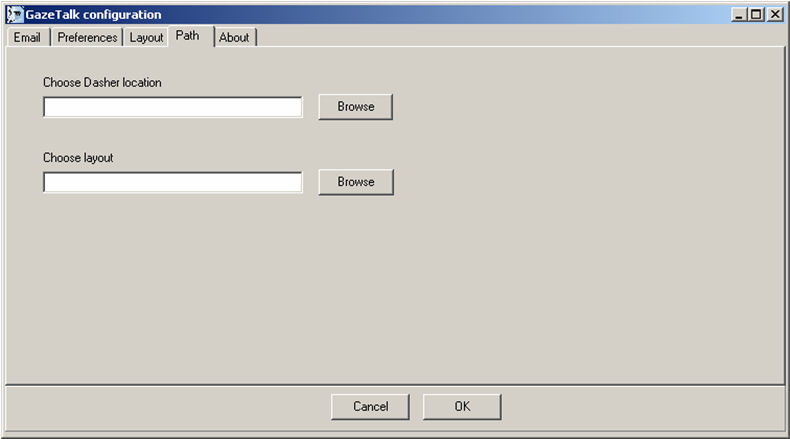 GazeTalk configuration
Email Preferences Layout Path About
Choose Dasher location
Browse
Choose layout
Browse
Cancel OK